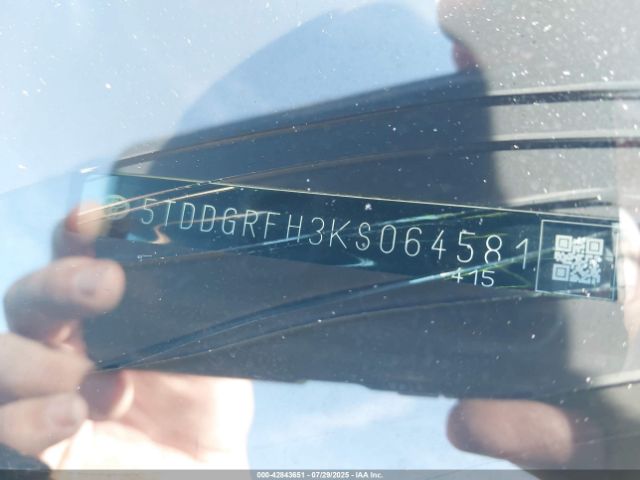 5TDDGRFH3KS064581
415
000-42843651 | 07/29/2025 - IAA Inc.